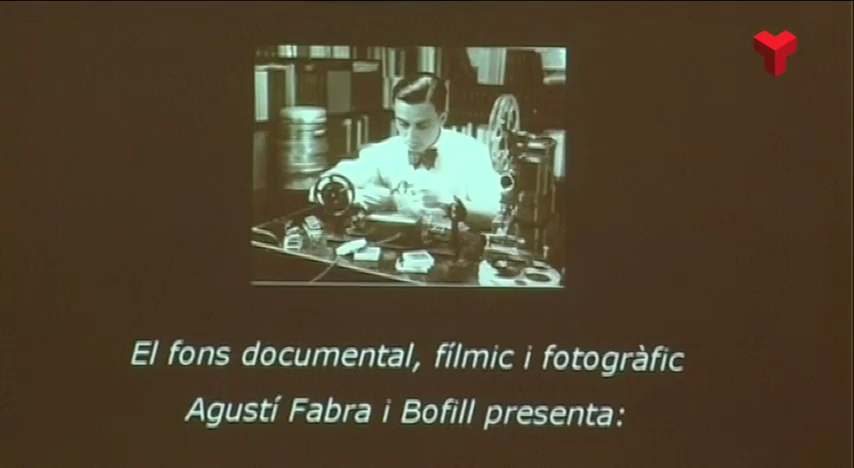 El fons documental, fílmic i fotogràfic
Agustí Fabra i Bofill presenta: